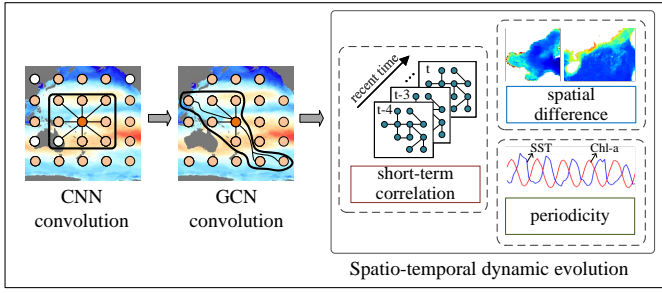 CNN
convolution
GCN
convolution
recent time
...
t
t-3
t-4
short-term
correlation
spatial
difference
SST
Chl-a
periodicity
Spatio-temporal dynamic evolution